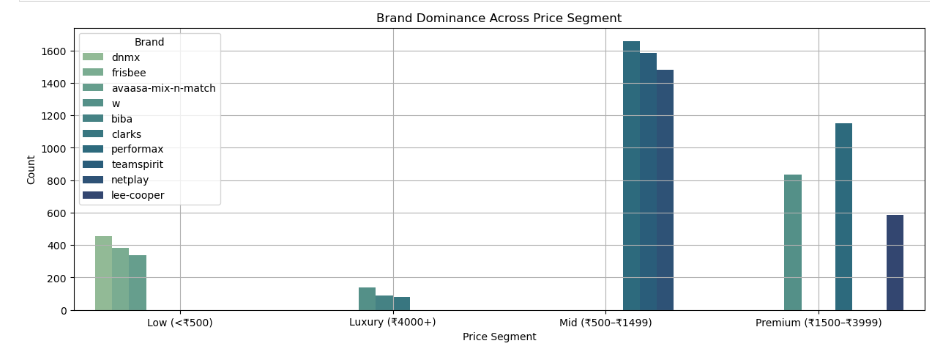 Brand Dominance Across Price Segment
Brand
dnmx
frisbee
avaasa-mix-n-match
w
biba
clarks
performax
teamspirit
netplay
lee-cooper
Count
1600
1400
1200
1000
800
600
400
200
0
Low (<₹500) Luxury (₹4000+) Mid (₹500–₹1499) Premium (₹1500–₹3999)
Price Segment